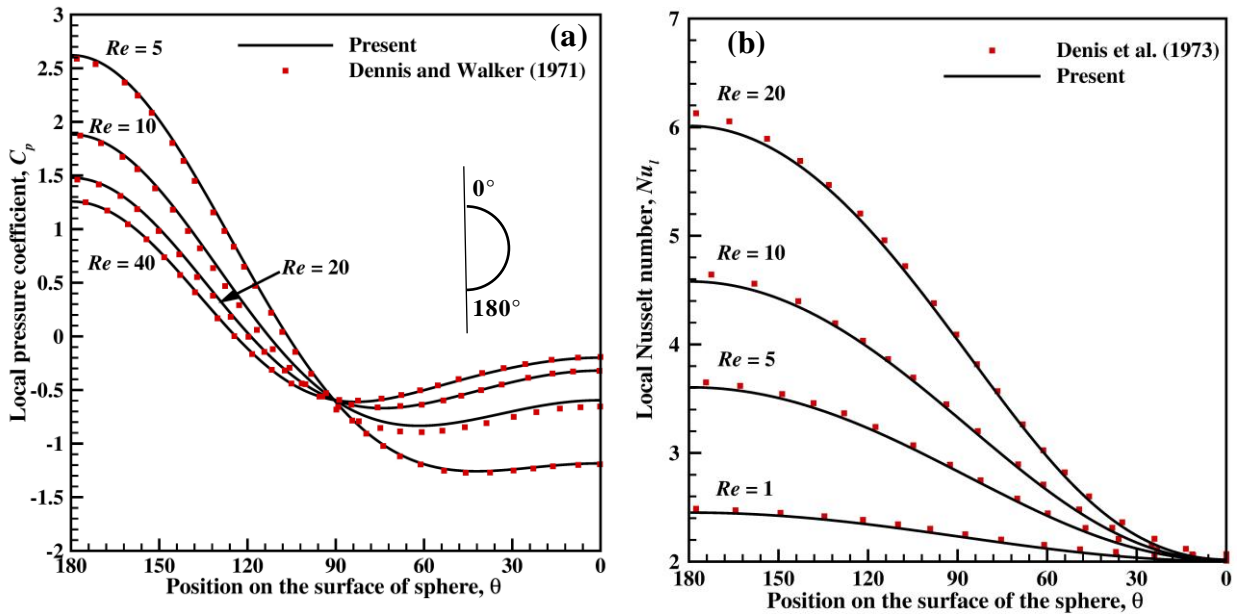 (a)
Present
Dennis and Walker (1971)
Re = 5
Re = 10
Re = 20
Re = 40
0°
180°
Local pressure coefficient, Cp
3
2.5
2
1.5
1
0.5
0
-0.5
-1
-1.5
-2
180
150
120
90
60
30
0
Position on the surface of sphere, θ
(b)
Denis et al. (1973)
Present
Re = 20
Re = 10
Re = 5
Re = 1
Local Nusselt number, Nul
7
6
5
4
3
2
180
150
120
90
60
30
0
Position on the surface of the sphere, θ